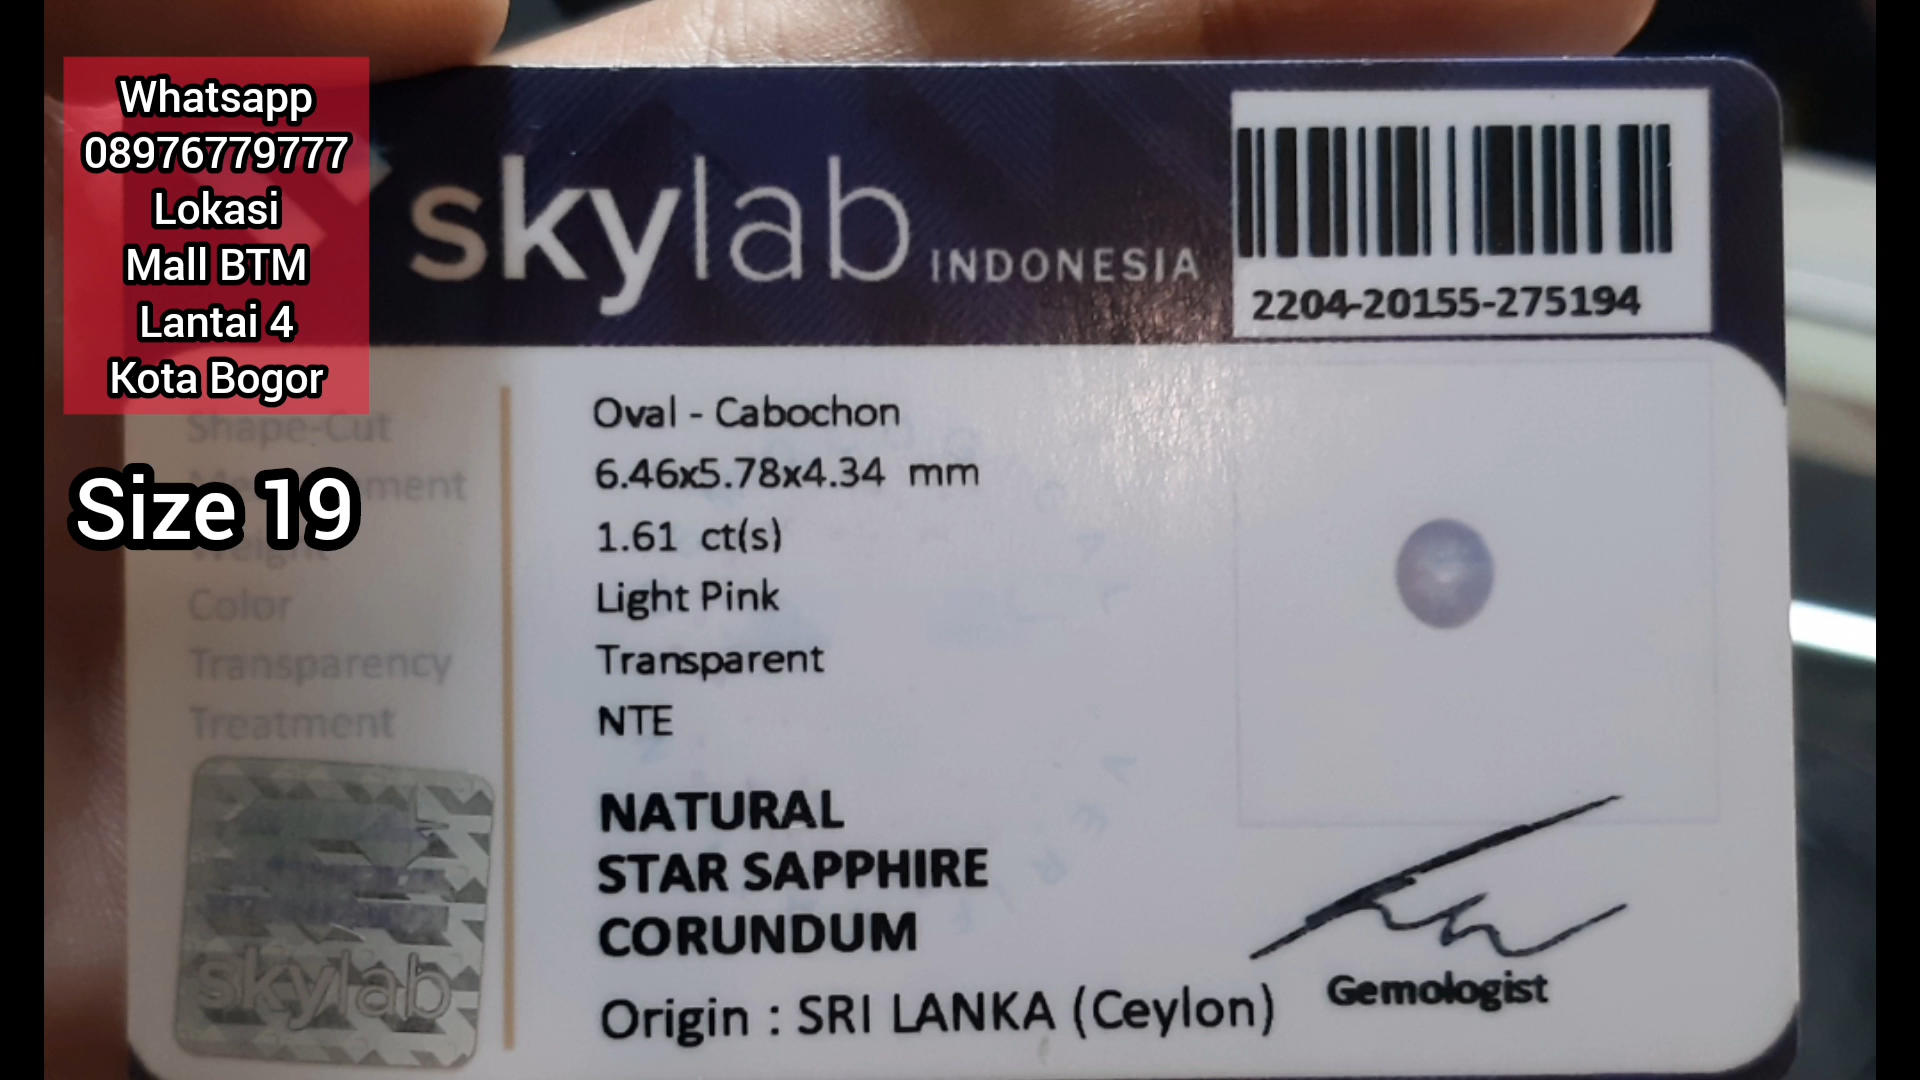 Whatsapp
08976779777
Lokasi
Mall BTM
Lantai 4
Kota Bogor
Size 19
skylab INDONESIA
2204-20155-275194
Shape-Cut
Oval - Cabochon
6.46x5.78x4.34 mm
Weight
1.61 ct(s)
Color
Light Pink
Transparency
Transparent
Treatment
NTE
NATURAL
STAR SAPPHIRE
CORUNDUM
Origin : SRI LANKA (Ceylon)
Gemologist
skylab